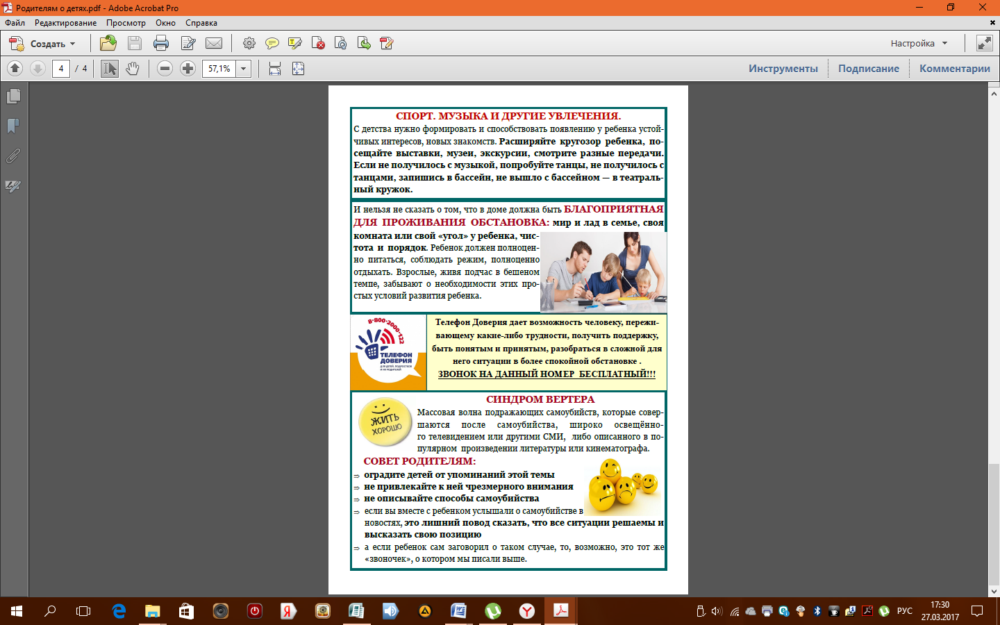 Родителям о детях.pdf - Adobe Acrobat Pro
Файл Редактирование Просмотр Окно Справка
Создать
Настройка
4 / 4
57,1%
Инструменты Подписание Комментарии
СПОРТ. МУЗЫКА И ДРУГИЕ УВЛЕЧЕНИЯ.
С детства нужно формировать и способствовать появлению у ребенка устой-
чивых интересов, новых знакомств. Расширяйте кругозор ребенка, по-
сещайте выставки, музеи, экскурсии, смотрите разные передачи.
Если не получилось с музыкой, попробуйте танцы, не получилось с
танцами, запишись в бассейн, не вышло с бассейном — в театраль-
ный кружок.
И нельзя не сказать о том, что в доме должна быть БЛАГОПРИЯТНАЯ
ДЛЯ ПРОЖИВАНИЯ ОБСТАНОВКА: мир и лад в семье, своя
комната или свой «угол» у ребенка, чис-
тота и порядок. Ребенок должен полноцен-
но питаться, соблюдать режим, полноценно
отдыхать. Взрослые, живя подчас в бешеном
темпе, забывают о необходимости этих про-
стых условий развития ребенка.
8-800-2000-122
ТЕЛЕФОН
ДОВЕРИЯ
ДЛЯ ДЕТЕЙ, ПОДРОСТКОВ
И ИХ РОДИТЕЛЕЙ
Телефон Доверия дает возможность человеку, пережи-
вающему какие-либо трудности, получить поддержку,
быть понятым и принятым, разобраться в сложной для
него ситуации в более спокойной обстановке .
ЗВОНОК НА ДАННЫЙ НОМЕР БЕСПЛАТНЫЙ!!!
ЖИТЬ
ХОРОШО
СИНДРОМ ВЕРТЕРА
Массовая волна подражающих самоубийств, которые совер-
шаются после самоубийства, широко освещённо-
го телевидением или другими СМИ, либо описанного в по-
пулярном произведении литературы или кинематографа.
СОВЕТ РОДИТЕЛЯМ:
⇒ оградите детей от упоминаний этой темы
⇒ не привлекайте к ней чрезмерного внимания
⇒ не описывайте способы самоубийства
⇒ если вы вместе с ребенком услышали о самоубийстве в
новостях, это лишний повод сказать, что все ситуации решаемы и
высказать свою позицию
⇒ а если ребенок сам заговорил о таком случае, то, возможно, это тот же
«звоночек», о котором мы писали выше.
РУС
17:30
27.03.2017